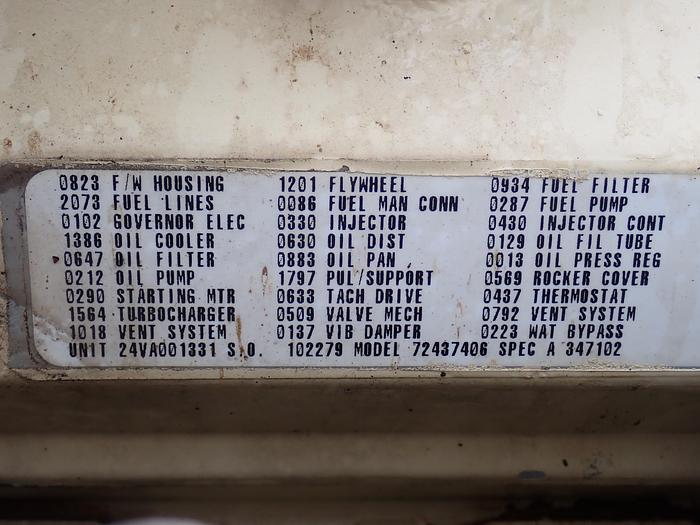 0823 F/W HOUSING 1201 FLYWHEEL 0934 FUEL FILTER
2073 FUEL LINES 0086 FUEL MAN CONN 0287 FUEL PUMP
0102 GOVERNOR ELEC 0330 INJECTOR 0430 INJECTOR CONT
1386 OIL COOLER 0630 OIL DIST 0129 OIL FIL TUBE
0647 OIL FILTER 0883 OIL PAN 0013 OIL PRESS REG
0212 OIL PUMP 1797 PUL/SUPPORT 0569 ROCKER COVER
0290 STARTING MTR 0633 TACH DRIVE 0437 THERMOSTAT
1564 TURBOCHARGER 0509 VALVE MECH 0792 VENT SYSTEM
1018 VENT SYSTEM 0137 VIB DAMPER 0223 WAT BYPASS
UNIT 24VA001331 S.O. 102279 MODEL 72437406 SPEC A 347102